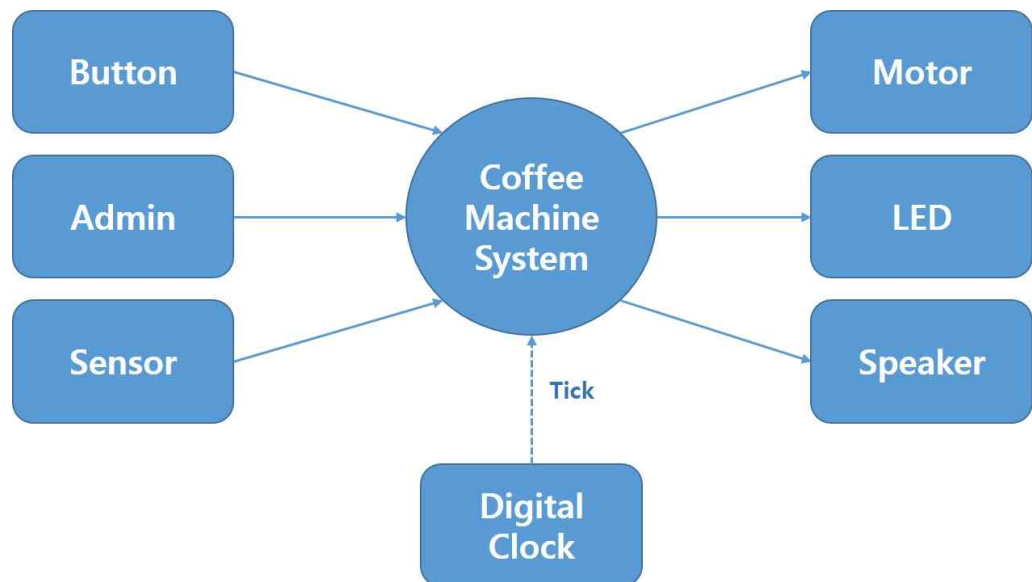 Button
Motor
Coffee
Machine
System
Admin
LED
Sensor
Speaker
Tick
Digital
Clock